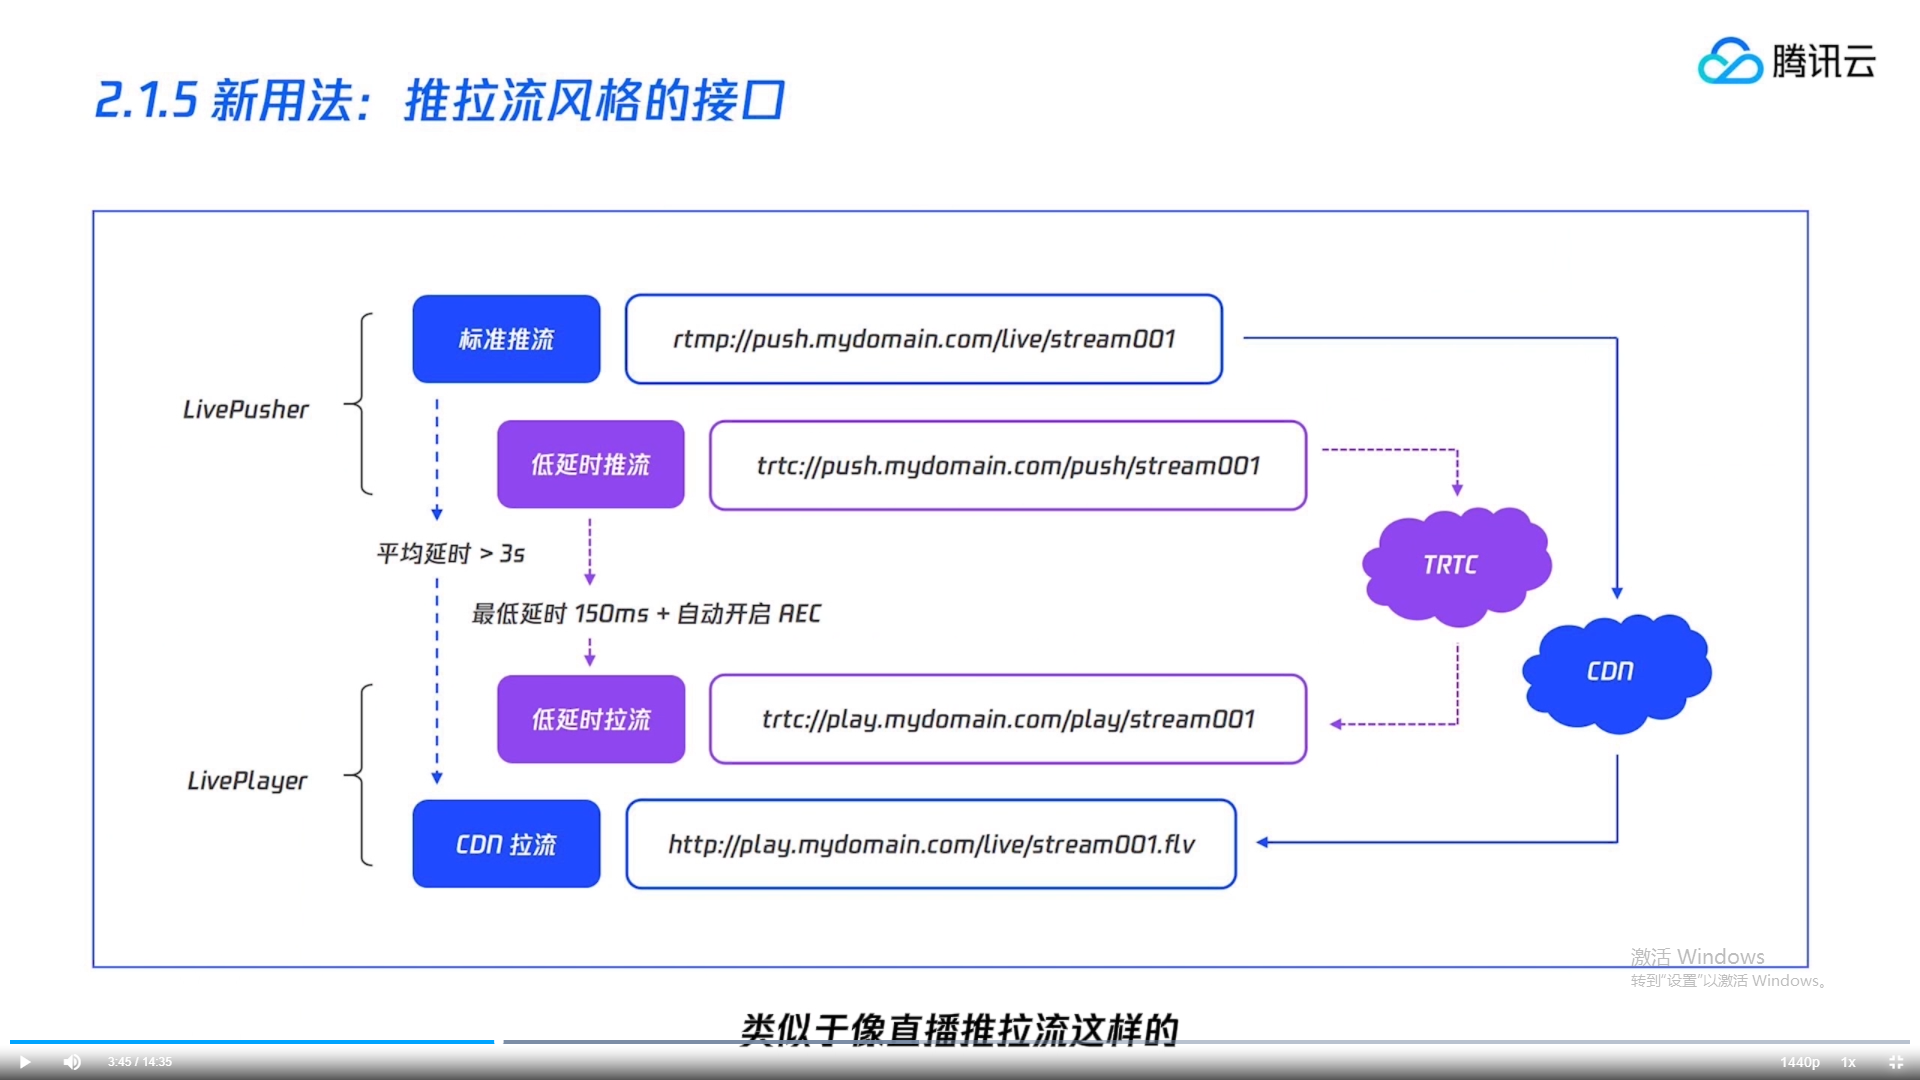 腾讯云
2.1.5 新用法：推拉流风格的接口
标准推流
rtmp://push.mydomain.com/live/stream001
LivePusher
低延时推流
trtc://push.mydomain.com/push/stream001
平均延时 > 3s
TRTC
最低延时 150ms + 自动开启 AEC
CDN
低延时拉流
trtc://play.mydomain.com/play/stream001
LivePlayer
CDN 拉流
http://play.mydomain.com/live/stream001.flv
激活 Windows
转到"设置"以激活 Windows。
类似于像直播推拉流这样的
3:45 / 14:35
1440p
1x